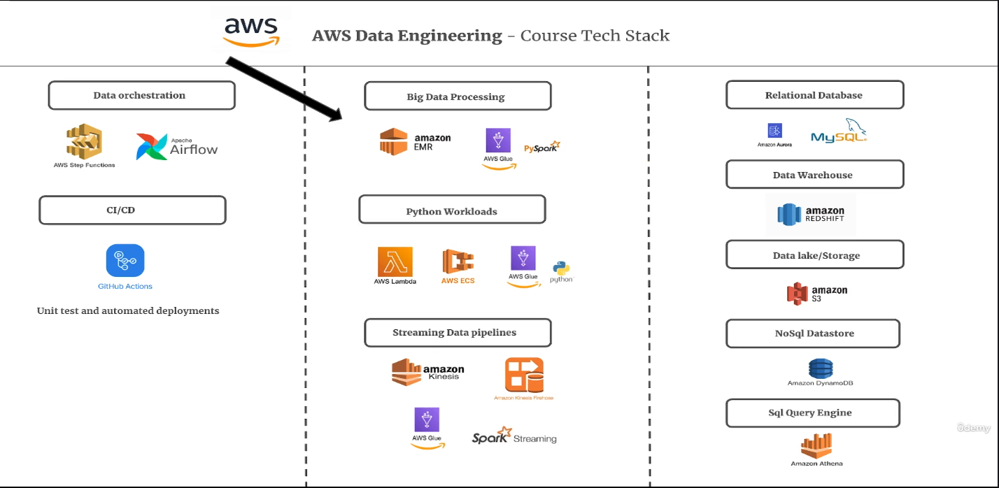 aws
AWS Data Engineering - Course Tech Stack
Data orchestration
AWS Step Functions
Apache
Airflow
CI/CD
GitHub Actions
Unit test and automated deployments
Big Data Processing
amazon
EMR
AWS Glue
PySpark
Python Workloads
AWS Lambda
AWS ECS
AWS Glue
python
Streaming Data pipelines
amazon
Kinesis
Amazon Kinesis Firehose
AWS Glue
Spark Streaming
Relational Database
Amazon Aurora
MySQL
Data Warehouse
amazon
REDSHIFT
Data lake/Storage
amazon
S3
NoSql Datastore
Amazon DynamoDB
Sql Query Engine
Amazon Athena
ûdemy